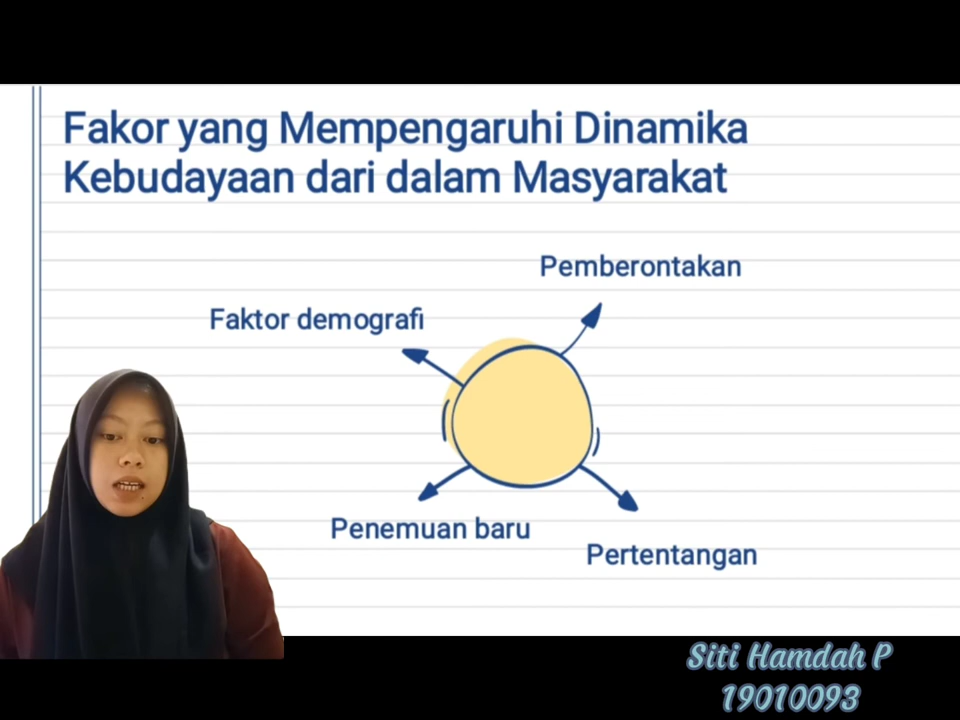 Fakor yang Mempengaruhi Dinamika
Kebudayaan dari dalam Masyarakat
Pemberontakan
Faktor demografi
Penemuan baru
Pertentangan
Siti Hamdah P
19010093